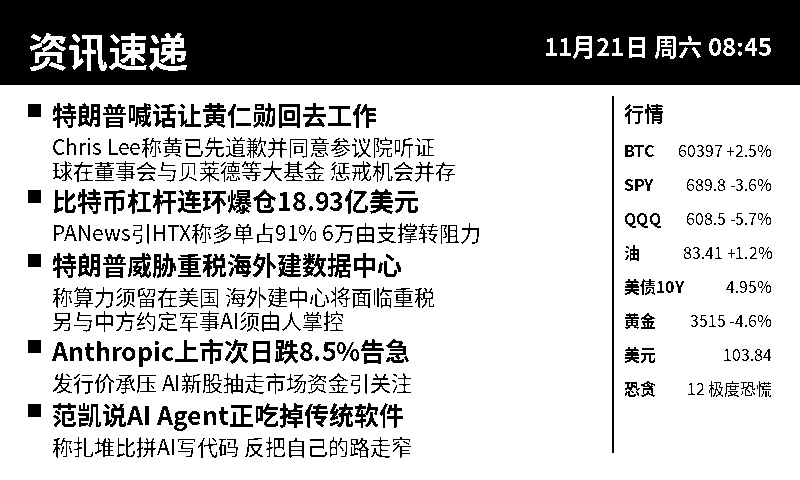 资讯速递
11月21日 周六 08:45
■ 特朗普喊话让黄仁勋回去工作
Chris Lee称黄已先道歉并同意参议院听证
球在董事会与贝莱德等大基金 惩戒机会并存
■ 比特币杠杆连环爆仓18.93亿美元
PANews引HTX称多单占91% 6万由支撑转阻力
■ 特朗普威胁重税海外建数据中心
称算力须留在美国 海外建中心将面临重税
另与中方约定军事AI须由人掌控
■ Anthropic上市次日跌8.5%告急
发行价承压 AI新股抽走市场资金引关注
■ 范凯说AI Agent正吃掉传统软件
称扎堆比拼AI写代码 反把自己的路走窄
行情
BTC 60397 +2.5%
SPY 689.8 -3.6%
QQQ 608.5 -5.7%
油 83.41 +1.2%
美债10Y 4.95%
黄金 3515 -4.6%
美元 103.84
恐贪 12 极度恐慌